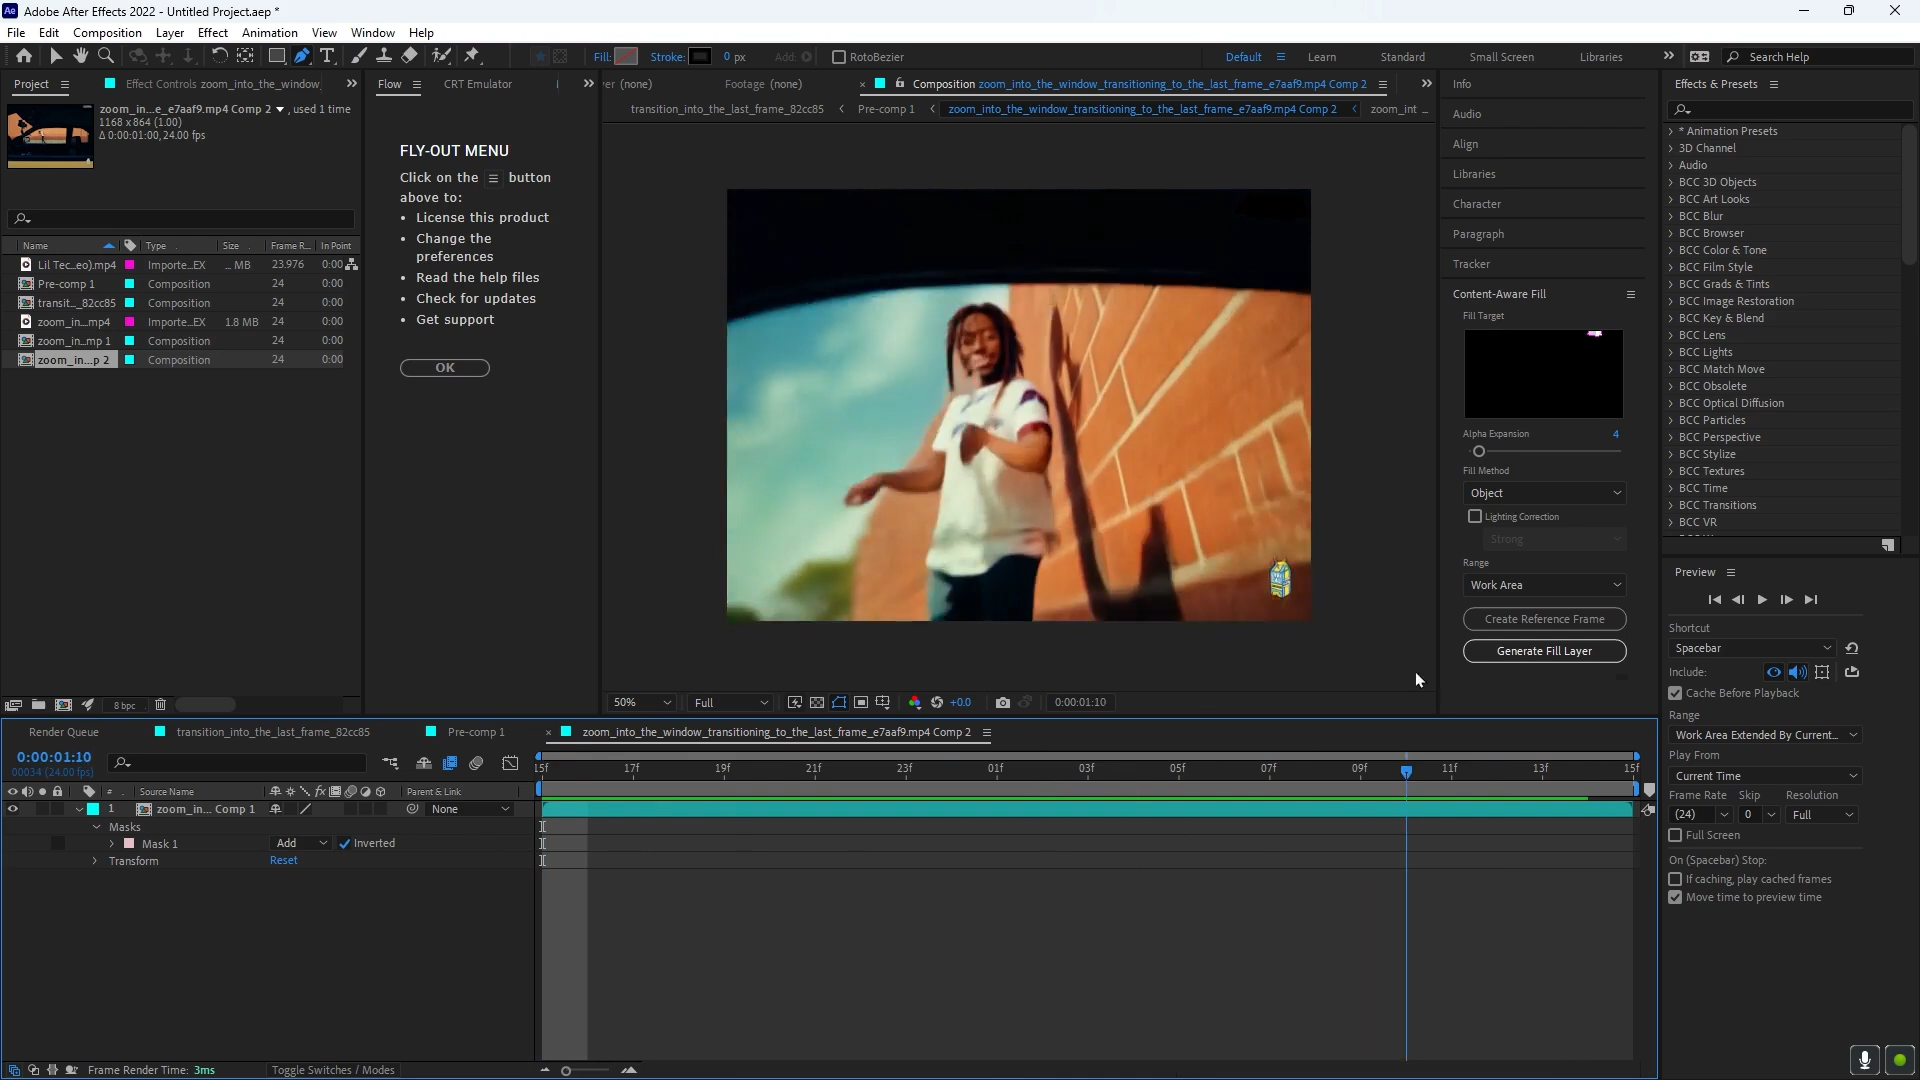 Ae Adobe After Effects 2022 - Untitled Project.aep *
File Edit Composition Layer Effect Animation View Window Help
Fill: Stroke: 0 px Add: RotoBezier Default Learn Standard Small Screen Libraries Search Help
Project Effect Controls zoom_into_the_window
zoom_in...e_e7aaf9.mp4 Comp 2 , used 1 time
1168 x 864 (1.00)
Δ 0:00:01:00, 24.00 fps
Name Type Size Frame R... In Point
Lil Tec...eo).mp4 Importe...EX ... MB 23.976 0:00
Pre-comp 1 Composition 24 0:00
transit..._82cc85 Composition 24 0:00
zoom_in...mp4 Importe...EX 1.8 MB 24 0:00
zoom_in...mp 1 Composition 24 0:00
zoom_in...p 2 Composition 24 0:00
8 bpc
Flow CRT Emulator
FLY-OUT MENU
Click on the ☰ button
above to:
• License this product
• Change the
preferences
• Read the help files
• Check for updates
• Get support
OK
er (none) Footage (none) Composition zoom_into_the_window_transitioning_to_the_last_frame_e7aaf9.mp4 Comp 2
transition_into_the_last_frame_82cc85 Pre-comp 1 zoom_into_the_window_transitioning_to_the_last_frame_e7aaf9.mp4 Comp 2 zoom_int ...
50% Full +0.0 0:00:01:10
Info
Audio
Align
Libraries
Character
Paragraph
Tracker
Content-Aware Fill
Fill Target
Alpha Expansion 4
Fill Method
Object
Lighting Correction
Strong
Range
Work Area
Create Reference Frame
Generate Fill Layer
Effects & Presets
* Animation Presets
3D Channel
Audio
BCC 3D Objects
BCC Art Looks
BCC Blur
BCC Browser
BCC Color & Tone
BCC Film Style
BCC Grads & Tints
BCC Image Restoration
BCC Key & Blend
BCC Lens
BCC Lights
BCC Match Move
BCC Obsolete
BCC Optical Diffusion
BCC Particles
BCC Perspective
BCC Stylize
BCC Textures
BCC Time
BCC Transitions
BCC VR
Preview
Shortcut
Spacebar
Include:
Cache Before Playback
Range
Work Area Extended By Current...
Play From
Current Time
Frame Rate Skip Resolution
(24) 0 Full
Full Screen
On (Spacebar) Stop:
If caching, play cached frames
Move time to preview time
Render Queue transition_into_the_last_frame_82cc85 Pre-comp 1 zoom_into_the_window_transitioning_to_the_last_frame_e7aaf9.mp4 Comp 2
0:00:01:10
00034 (24.00 fps)
15f 17f 19f 21f 23f 01f 03f 05f 07f 09f 11f 13f 15f
# Source Name fx Parent & Link
1 zoom_in... Comp 1 None
Masks
Mask 1 Add Inverted
Transform Reset
Frame Render Time: 3ms Toggle Switches / Modes